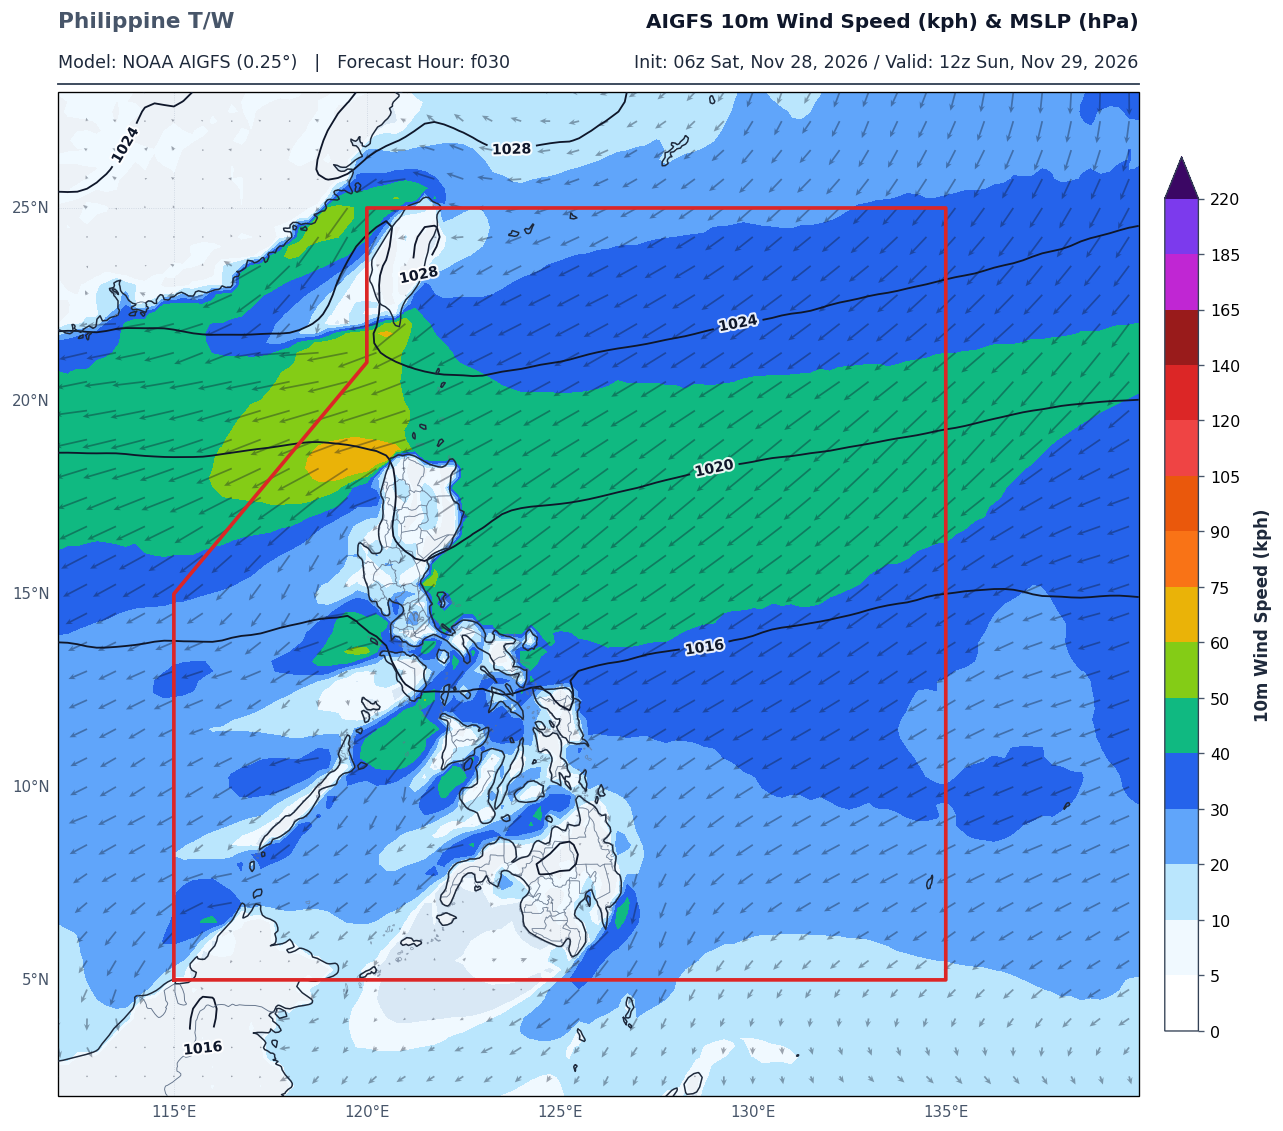 Philippine T/W
AIGFS 10m Wind Speed (kph) & MSLP (hPa)
Model: NOAA AIGFS (0.25°)   |   Forecast Hour: f030
Init: 06z Sat, Nov 28, 2026 / Valid: 12z Sun, Nov 29, 2026
1024
1028
1028
1024
1020
1016
1016
25°N
20°N
15°N
10°N
5°N
115°E
120°E
125°E
130°E
135°E
220
185
165
140
120
105
90
75
60
50
40
30
20
10
5
0
10m Wind Speed (kph)